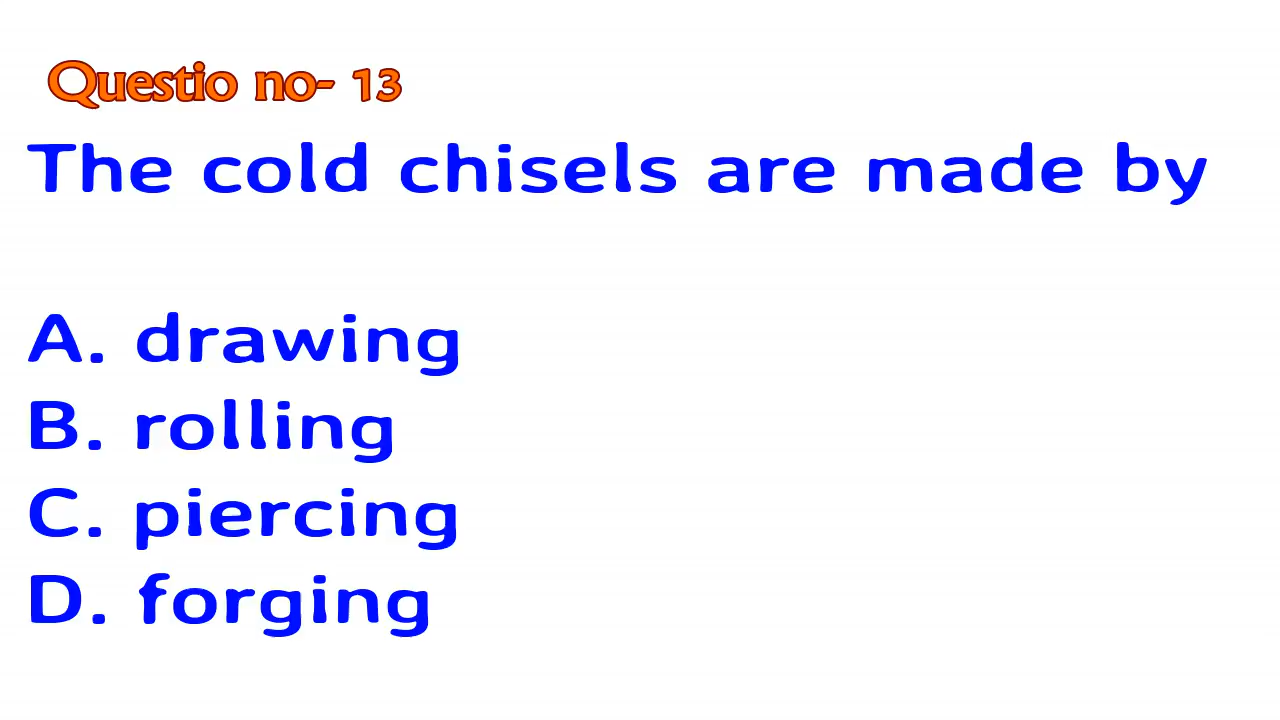 Questio no- 13
The cold chisels are made by
A. drawing
B. rolling
C. piercing
D. forging